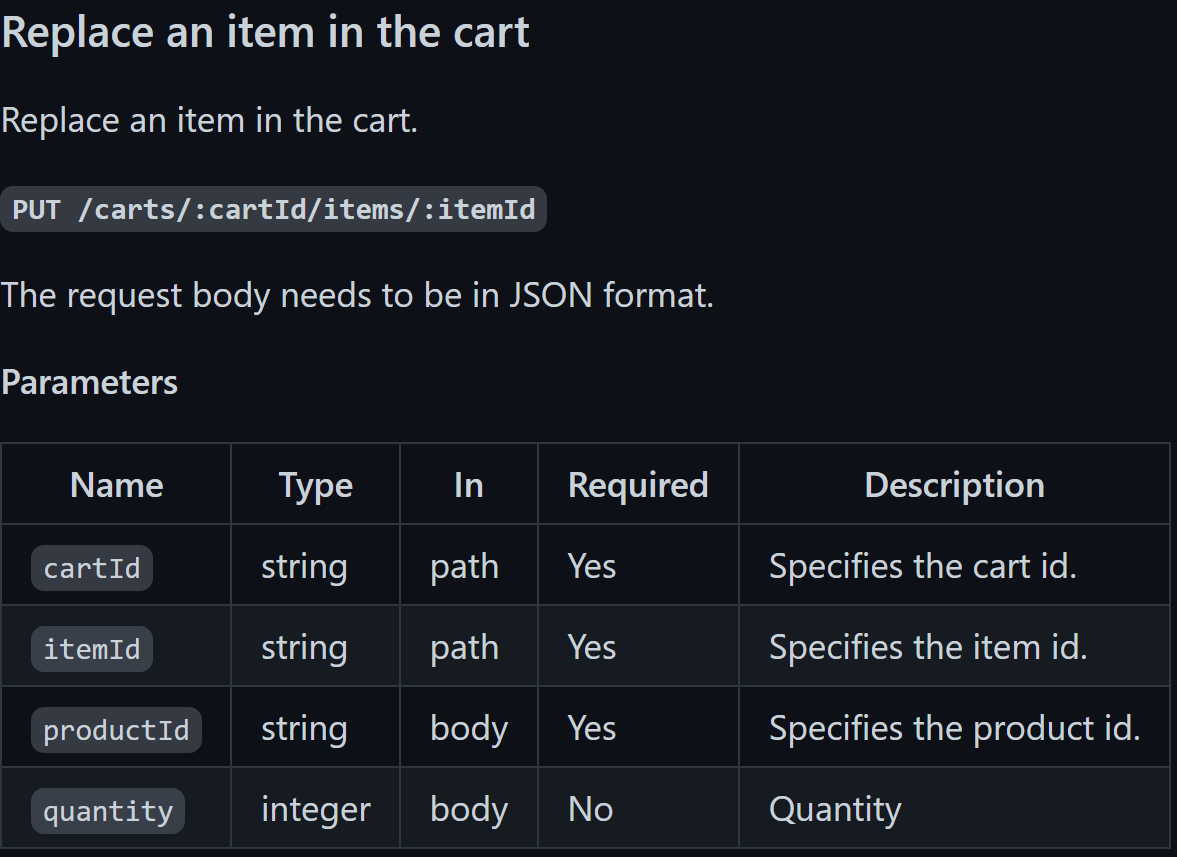 Replace an item in the cart
Replace an item in the cart.
PUT /carts/:cartId/items/:itemId
The request body needs to be in JSON format.
Parameters
Name Type In Required Description
cartId string path Yes Specifies the cart id.
itemId string path Yes Specifies the item id.
productId string body Yes Specifies the product id.
quantity integer body No Quantity